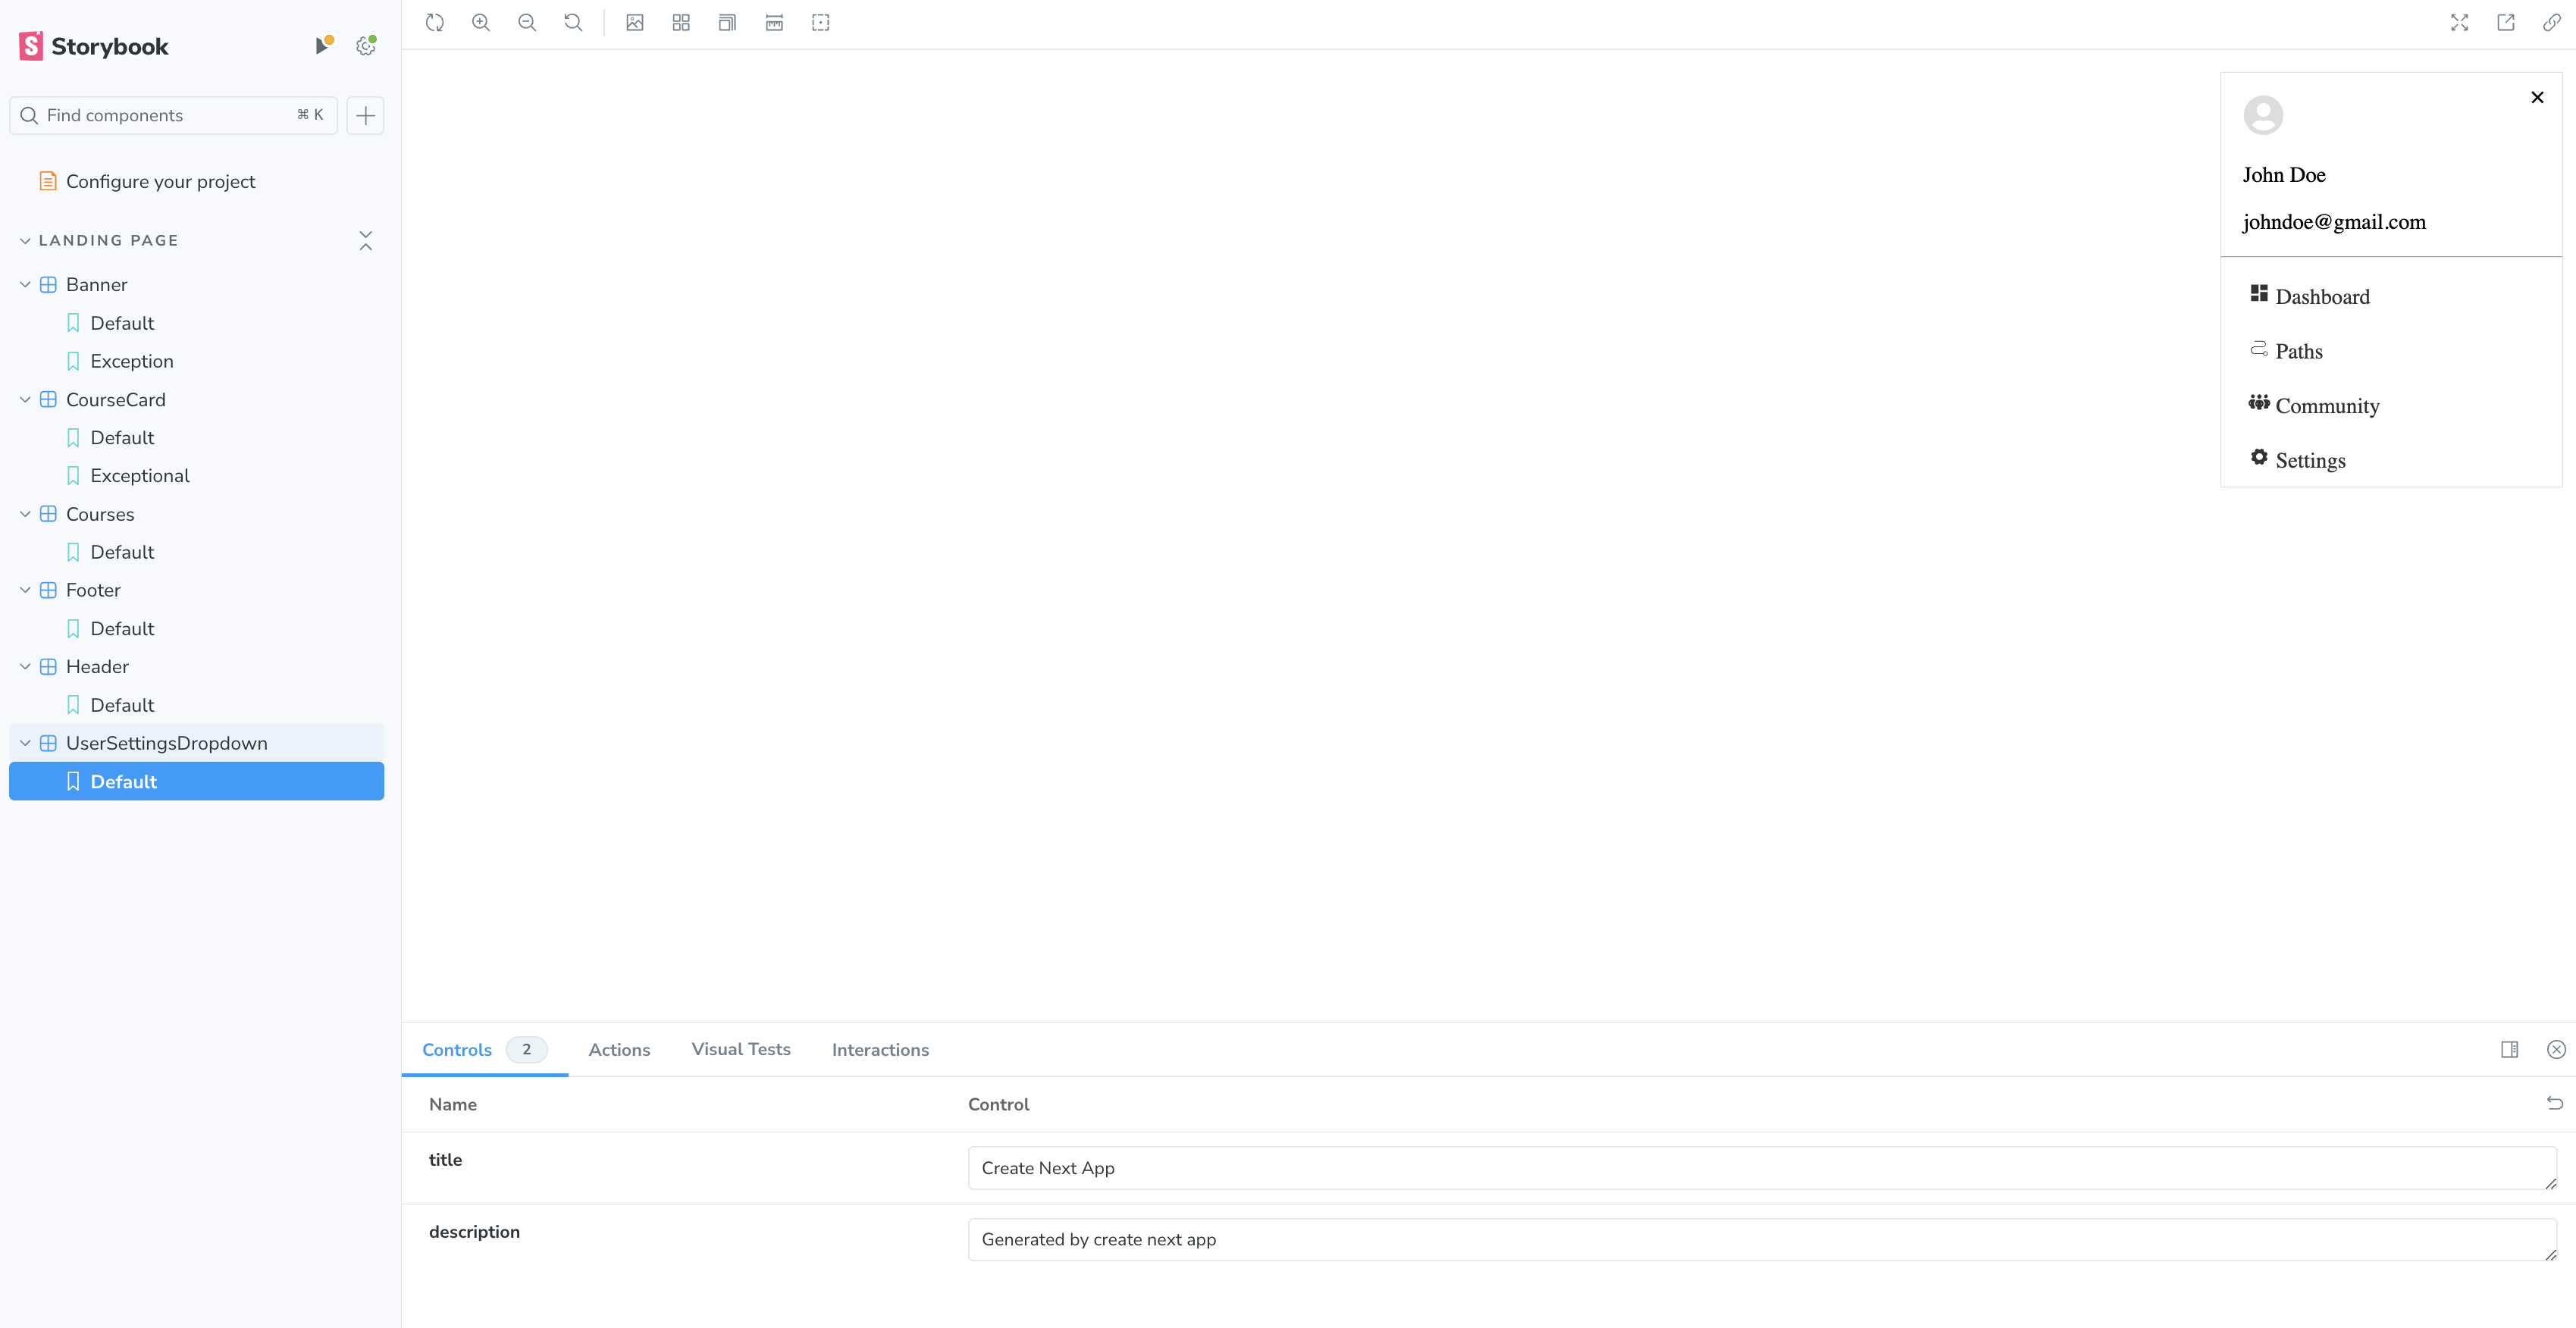 Storybook
Find components
⌘ K
Configure your project
LANDING PAGE
Banner
Default
Exception
CourseCard
Default
Exceptional
Courses
Default
Footer
Default
Header
Default
UserSettingsDropdown
Default
John Doe
johndoe@gmail.com
Dashboard
Paths
Community
Settings
Controls 2 Actions Visual Tests Interactions
Name Control
title Create Next App
description Generated by create next app